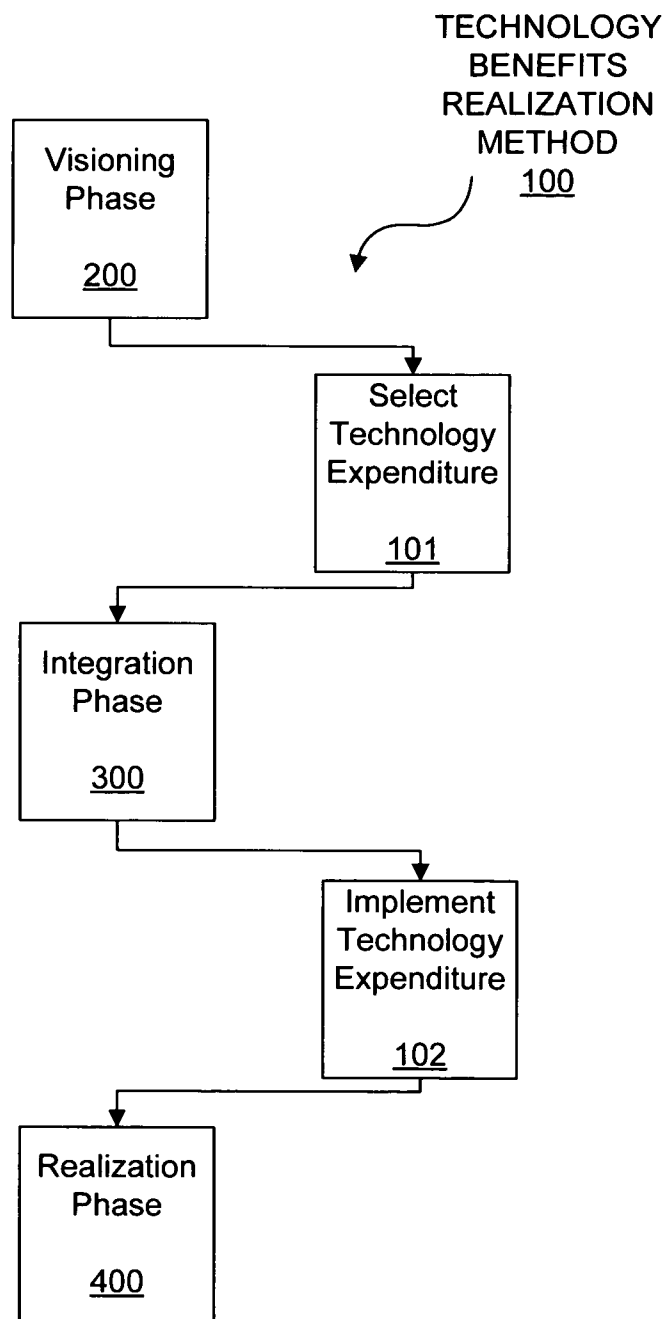 TECHNOLOGY
BENEFITS
REALIZATION
METHOD
100
Visioning
Phase
200
Select
Technology
Expenditure
101
Integration
Phase
300
Implement
Technology
Expenditure
102
Realization
Phase
400